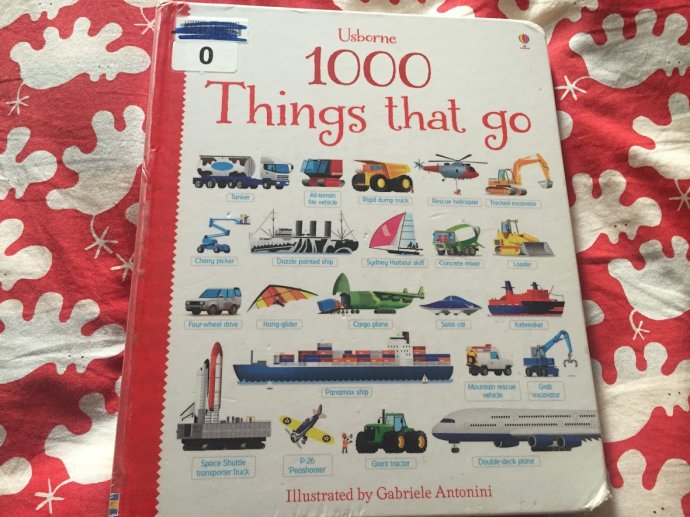 Usborne
0
1000
Things that go
Tanker
All-terrain
fire vehicle
Rigid dump truck
Rescue helicopter
Tracked excavator
Cherry picker
Dazzle painted ship
Sydney Harbour skiff
Concrete mixer
Loader
Four-wheel drive
Hang-glider
Cargo plane
Solar car
Icebreaker
Panamax ship
Mountain rescue
vehicle
Grab
excavator
Space Shuttle
transporter truck
P-26
'Peashooter'
Giant tractor
Double-deck plane
Illustrated by Gabriele Antonini